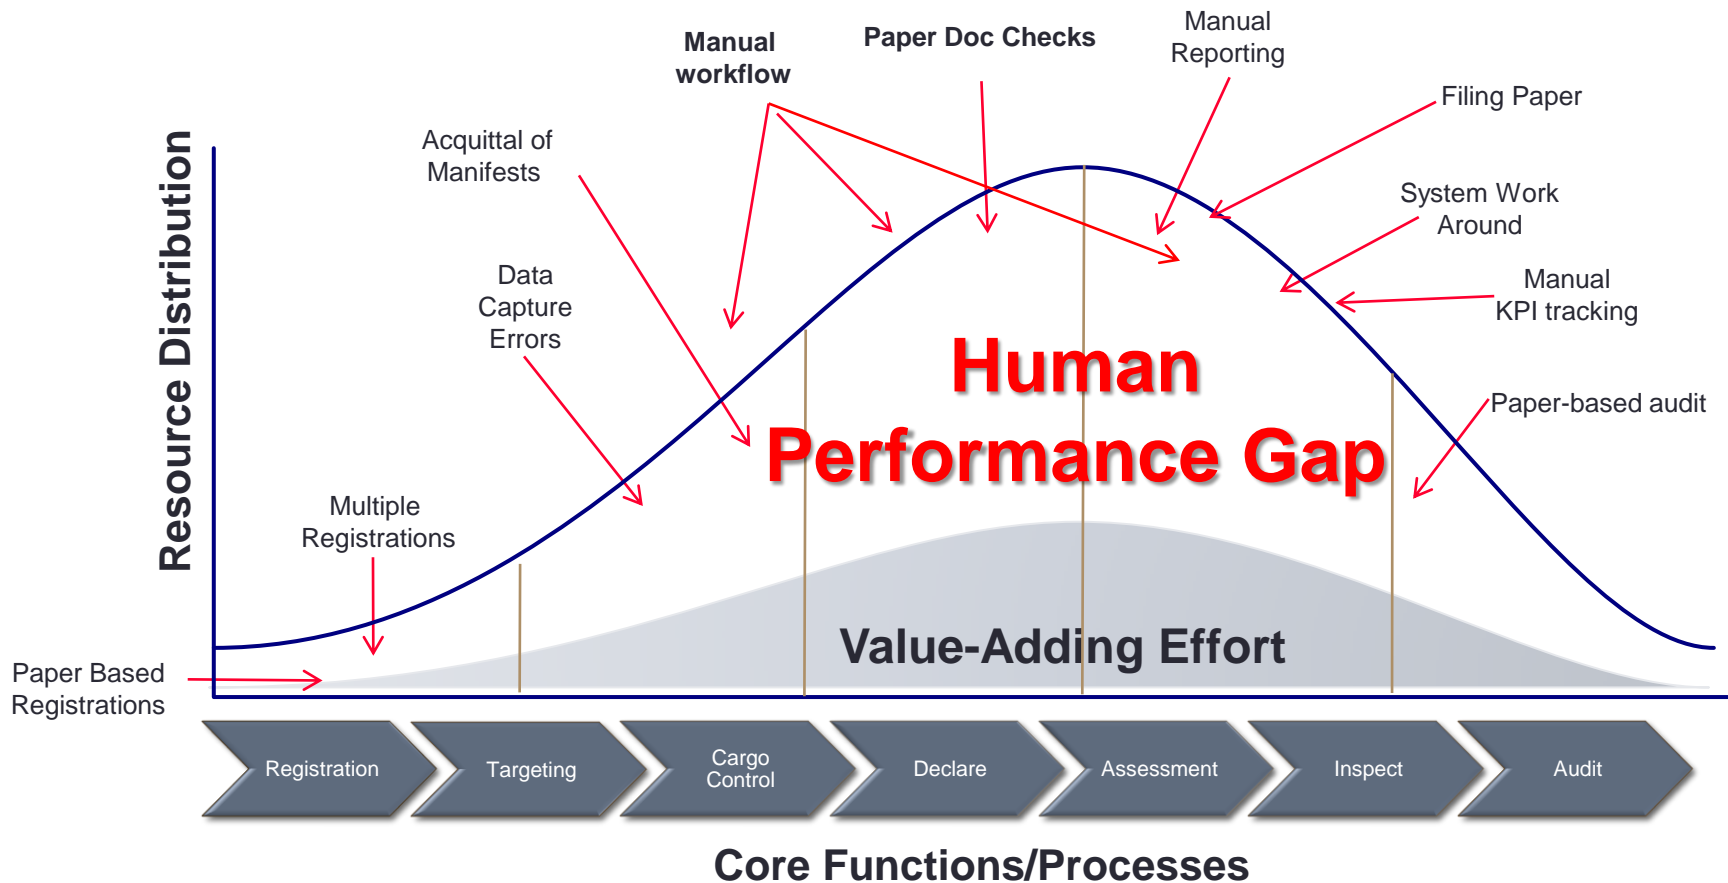 Manual
workflow
Paper Doc Checks
Manual
Reporting
Filing Paper
Acquittal of
Manifests
System Work
Around
Data
Capture
Errors
Manual
KPI tracking
Human
Performance Gap
Paper-based audit
Multiple
Registrations
Value-Adding Effort
Paper Based
Registrations
Resource Distribution
Registration
Targeting
Cargo
Control
Declare
Assessment
Inspect
Audit
Core Functions/Processes